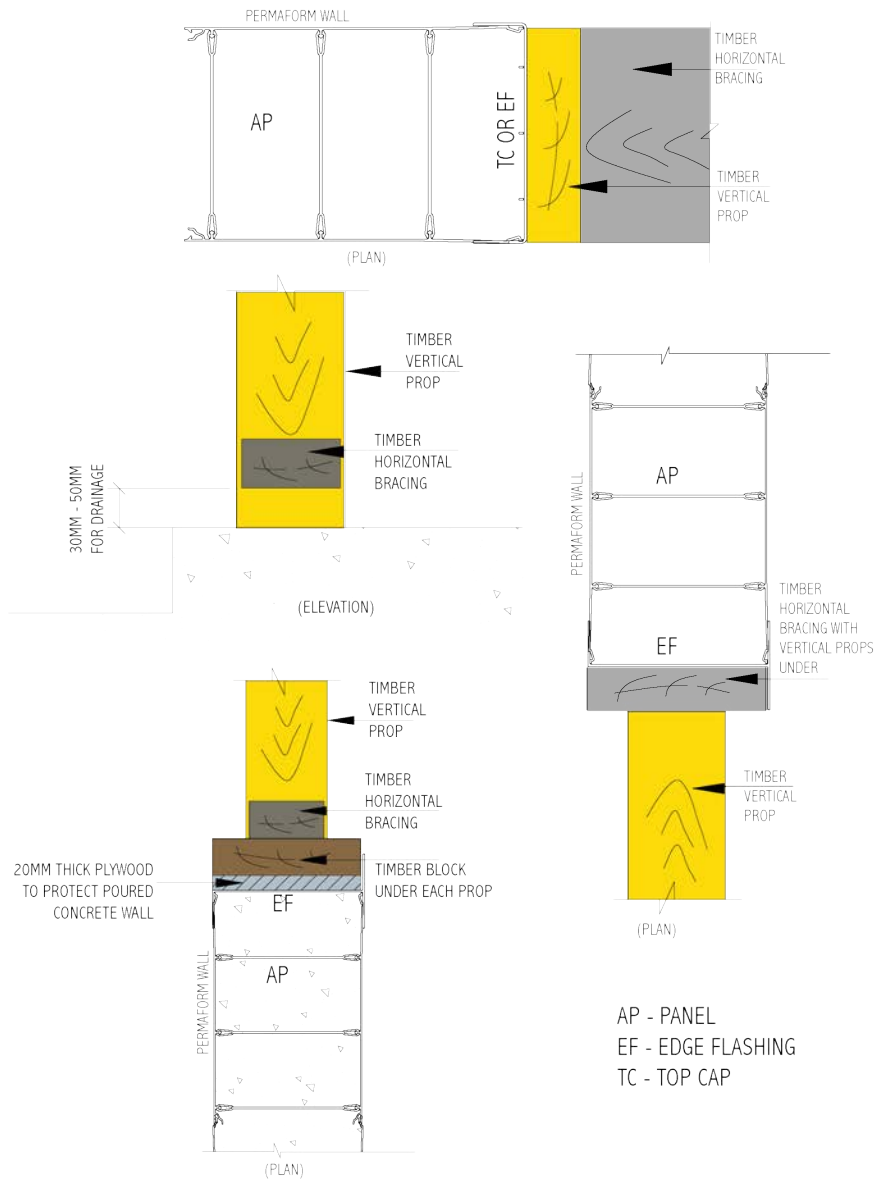 PERMAFORM WALL
AP
TC OR EF
TIMBER
HORIZONTAL
BRACING
TIMBER
VERTICAL
PROP
(PLAN)
TIMBER
VERTICAL
PROP
TIMBER
HORIZONTAL
BRACING
30MM - 50MM
FOR DRAINAGE
(ELEVATION)
PERMAFORM WALL
AP
EF
TIMBER
HORIZONTAL
BRACING WITH
VERTICAL PROPS
UNDER
TIMBER
VERTICAL
PROP
(PLAN)
TIMBER
VERTICAL
PROP
TIMBER
HORIZONTAL
BRACING
20MM THICK PLYWOOD
TO PROTECT POURED
CONCRETE WALL
TIMBER BLOCK
UNDER EACH PROP
EF
AP
PERMAFORM WALL
(PLAN)
AP - PANEL
EF - EDGE FLASHING
TC - TOP CAP